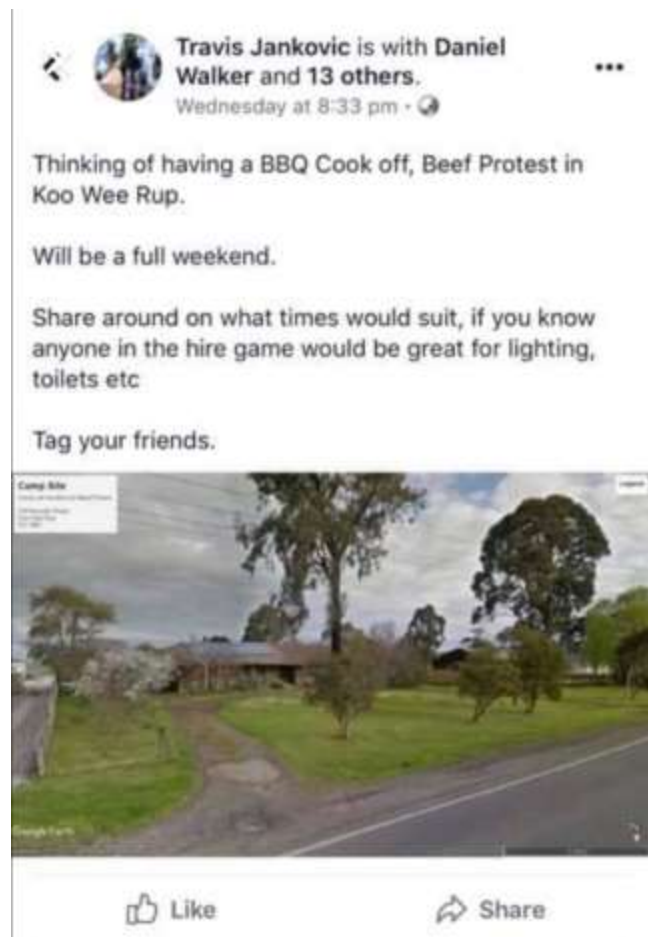 Travis Jankovic is with Daniel
Walker and 13 others.
Wednesday at 8:33 pm ·
Thinking of having a BBQ Cook off, Beef Protest in
Koo Wee Rup.
Will be a full weekend.
Share around on what times would suit, if you know
anyone in the hire game would be great for lighting,
toilets etc
Tag your friends.
Camp Site
Google Earth
Like
Share